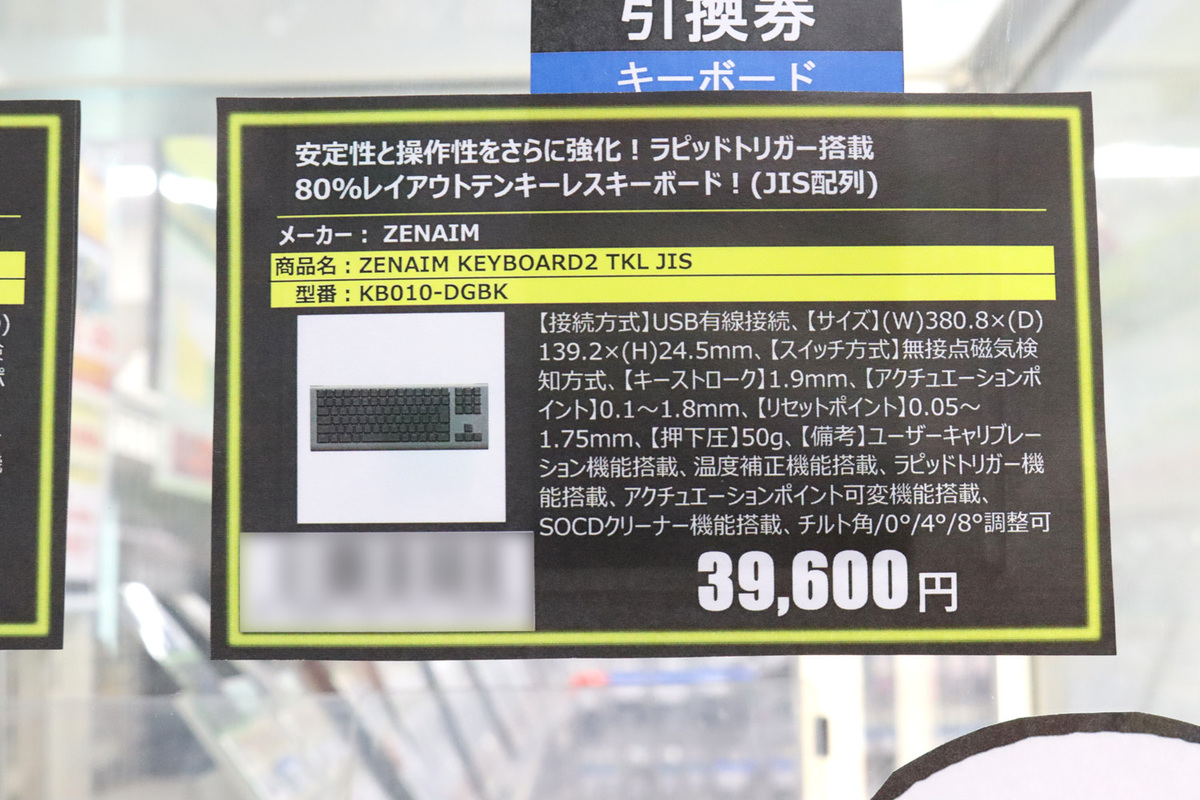 引換券
キーボード
安定性と操作性をさらに強化！ラピッドトリガー搭載
80%レイアウトテンキーレスキーボード！(JIS配列)
メーカー： ZENAIM
商品名：ZENAIM KEYBOARD2 TKL JIS
型番：KB010-DGBK
【接続方式】USB有線接続、【サイズ】(W)380.8×(D)
139.2×(H)24.5mm、【スイッチ方式】無接点磁気検
知方式、【キーストローク】1.9mm、【アクチュエーションポ
イント】0.1～1.8mm、【リセットポイント】0.05～
1.75mm、【押下圧】50g、【備考】ユーザーキャリブレー
ション機能搭載、温度補正機能搭載、ラピッドトリガー機
能搭載、アクチュエーションポイント可変機能搭載、
SOCDクリーナー機能搭載、チルト角/0°/4°/8°調整可
39,600円